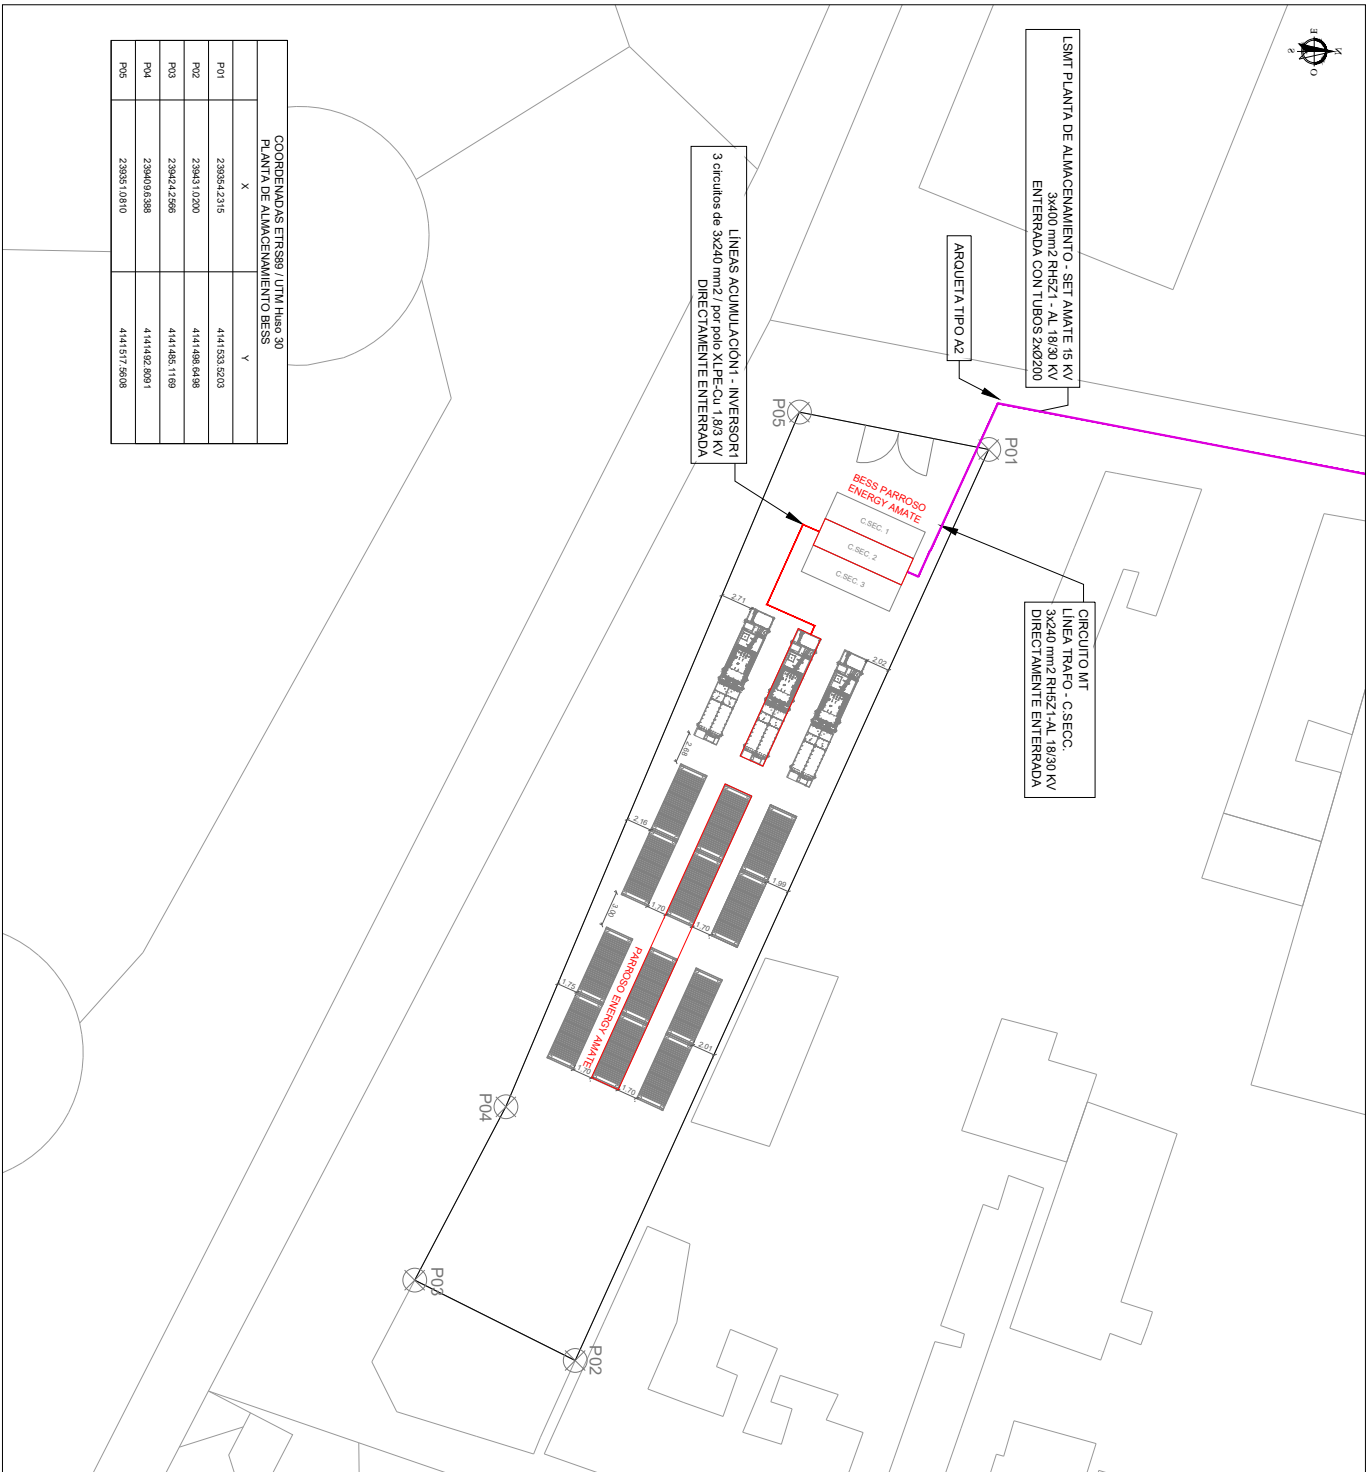 N
E
S
O
LSMT PLANTA DE ALMACENAMIENTO - SET AMATE 15 KV
3x400 mm2 RH5Z1 - AL 18/30 KV
ENTERRADA CON TUBOS 2xØ200
ARQUETA TIPO A2
LÍNEAS ACUMULACIÓN1 - INVERSOR1
3 circuitos de 3x240 mm2 / por polo XLPE-Cu 1,8/3 KV
DIRECTAMENTE ENTERRADA
CIRCUITO MT
LÍNEA TRAFO - C.SECC.
3x240 mm2 RH5Z1-AL 18/30 KV
DIRECTAMENTE ENTERRADA
COORDENADAS ETRS89 / UTM Huso 30
PLANTA DE ALMACENAMIENTO BESS
X Y
P01 239354.2315 4141533.5203
P02 239431.0200 4141498.6498
P03 239424.2566 4141485.1169
P04 239409.6388 4141492.8091
P05 239351.0810 4141517.5608
P01
P05
P04
P03
P02
BESS PARROSO
ENERGY AMATE
C.SEC. 1
C.SEC. 2
C.SEC. 3
2.71
2.02
2.68
2.16
1.99
1.70
1.70
3.00
PARROSO ENERGY AMATE
1.75
2.01
1.70
1.70